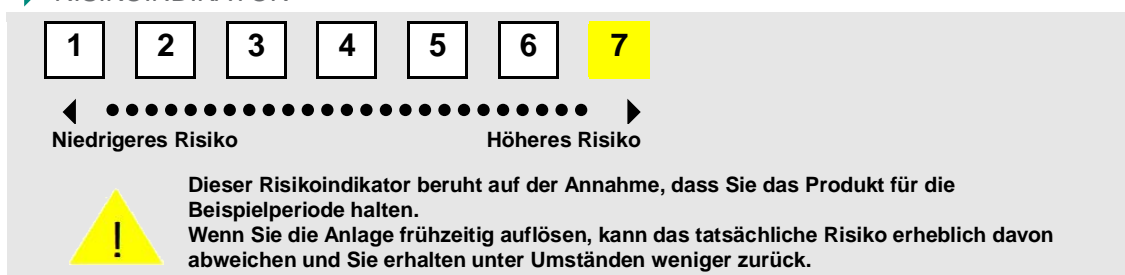 1 2 3 4 5 6 7
Niedrigeres Risiko Höheres Risiko
Dieser Risikoindikator beruht auf der Annahme, dass Sie das Produkt für die
Beispielperiode halten.
Wenn Sie die Anlage frühzeitig auflösen, kann das tatsächliche Risiko erheblich davon
abweichen und Sie erhalten unter Umständen weniger zurück.
!